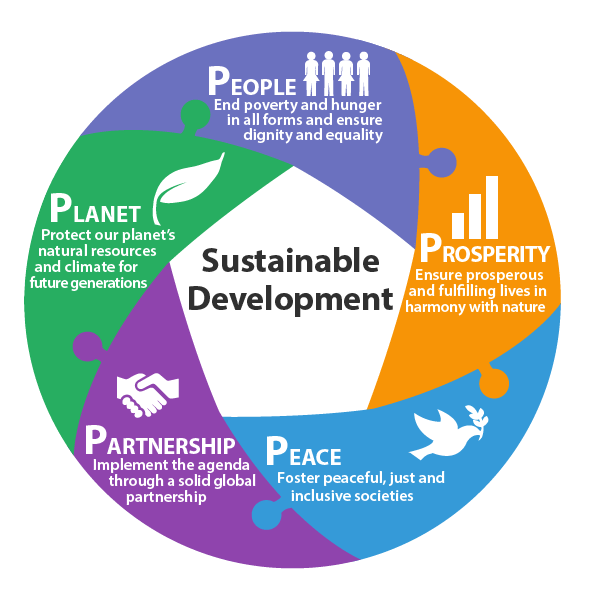 PEOPLE
End poverty and hunger
in all forms and ensure
dignity and equality
PROSPERITY
Ensure prosperous
and fulfilling lives in
harmony with nature
PEACE
Foster peaceful, just and
inclusive societies
PARTNERSHIP
Implement the agenda
through a solid global
partnership
PLANET
Protect our planet's
natural resources
and climate for
future generations
Sustainable
Development